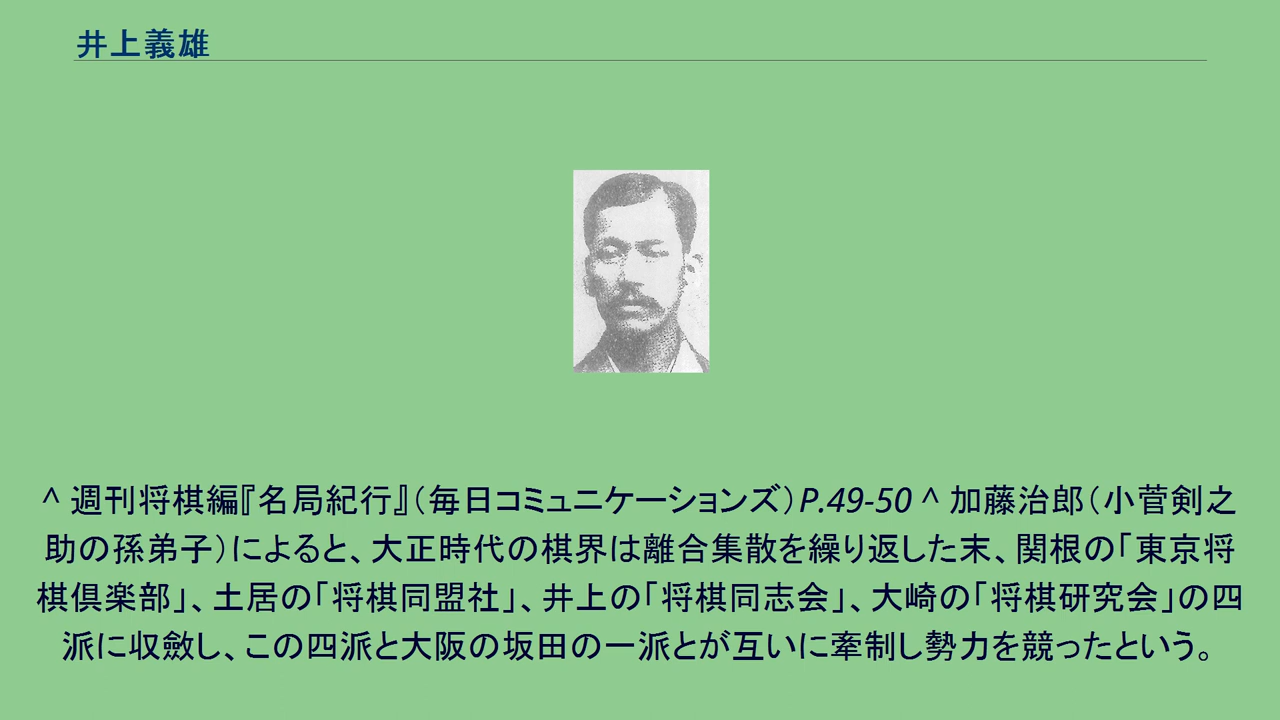 井上義雄
^ 週刊将棋編『名局紀行』（毎日コミュニケーションズ）P.49-50 ^ 加藤治郎（小菅剣之
助の孫弟子）によると、大正時代の棋界は離合集散を繰り返した末、関根の「東京将
棋倶楽部」、土居の「将棋同盟社」、井上の「将棋同志会」、大崎の「将棋研究会」の四
派に収斂し、この四派と大阪の坂田の一派とが互いに牽制し勢力を競ったという。